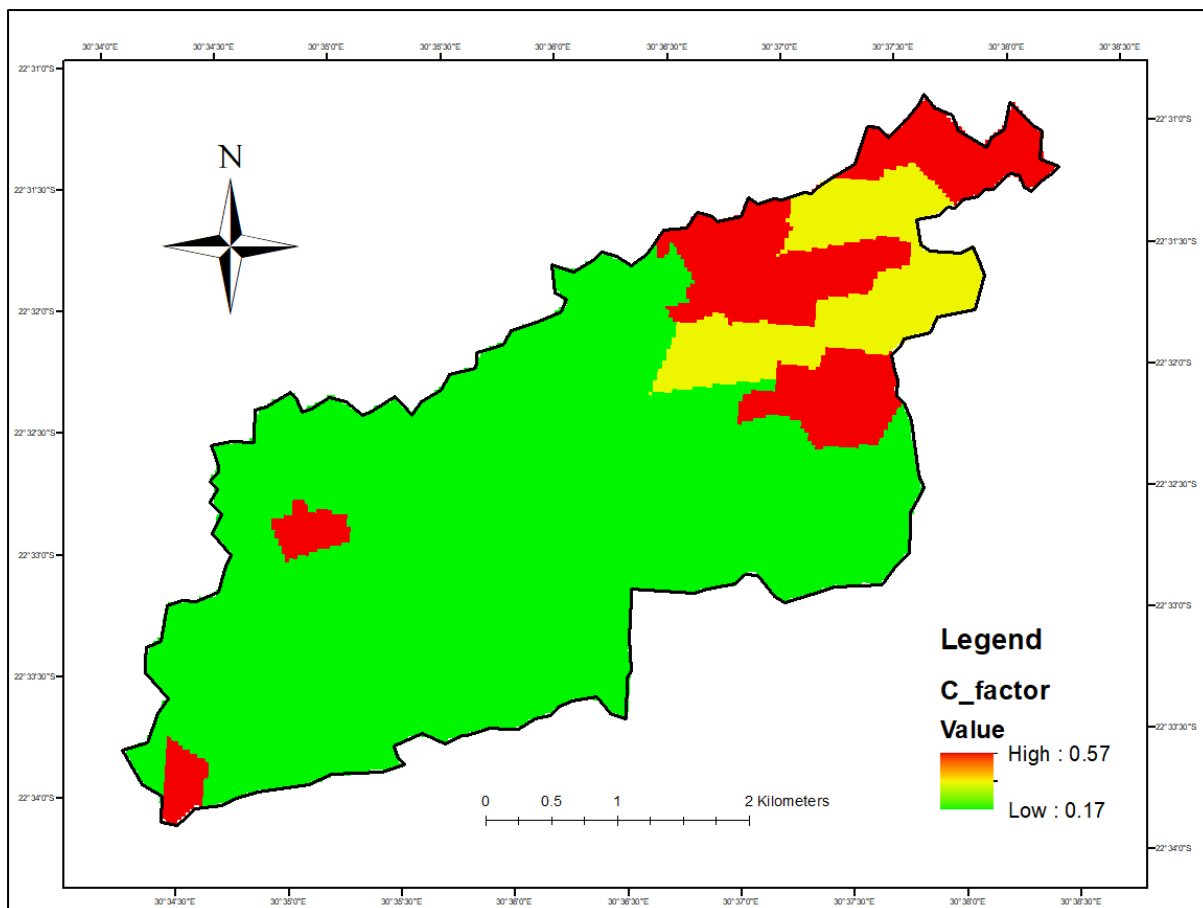 30°34'0"E 30°34'30"E 30°35'0"E 30°35'30"E 30°36'0"E 30°36'30"E 30°37'0"E 30°37'30"E 30°38'0"E 30°38'30"E
22°31'0"S
22°31'0"S
N
22°31'30"S
22°31'30"S
22°32'0"S
22°32'0"S
22°32'30"S
22°32'30"S
22°33'0"S
22°33'0"S
Legend
22°33'30"S
C_factor
Value
22°33'30"S
High : 0.57
22°34'0"S
0 0.5 1 2 Kilometers
Low : 0.17
22°34'0"S
30°34'30"E 30°35'0"E 30°35'30"E 30°36'0"E 30°36'30"E 30°37'0"E 30°37'30"E 30°38'0"E 30°38'30"E